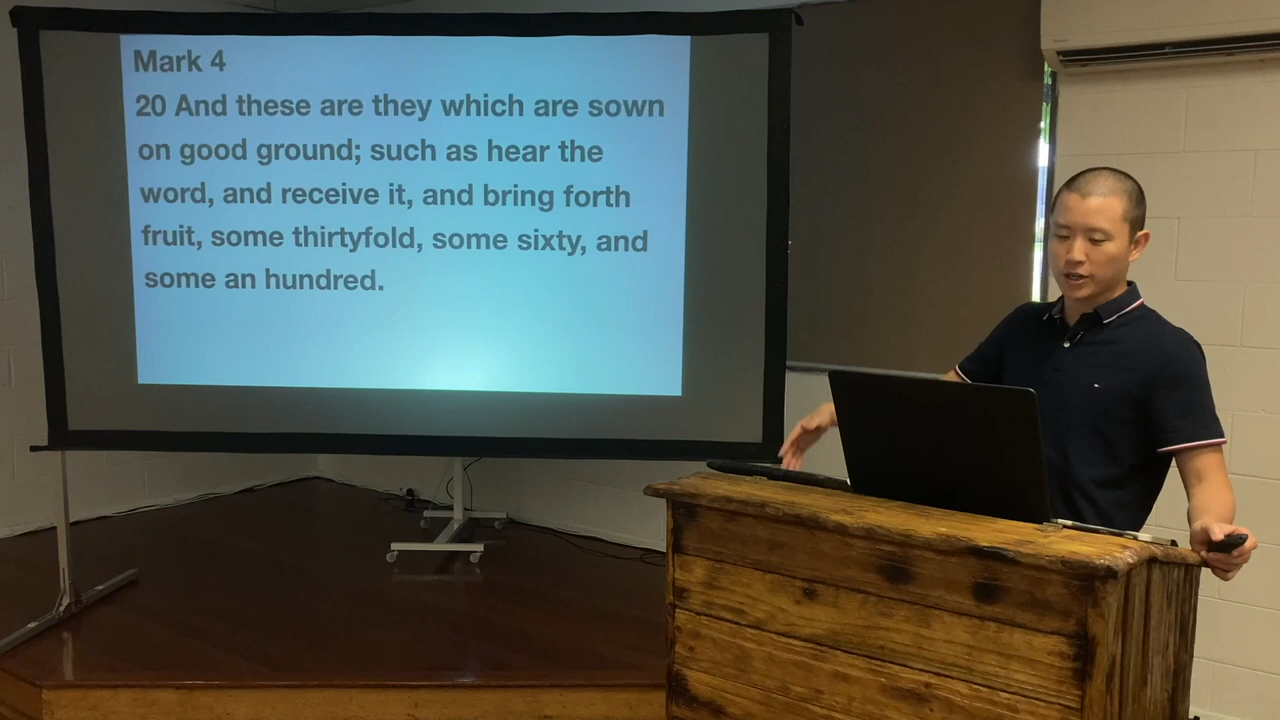 Mark 4
20 And these are they which are sown
on good ground; such as hear the
word, and receive it, and bring forth
fruit, some thirtyfold, some sixty, and
some an hundred.